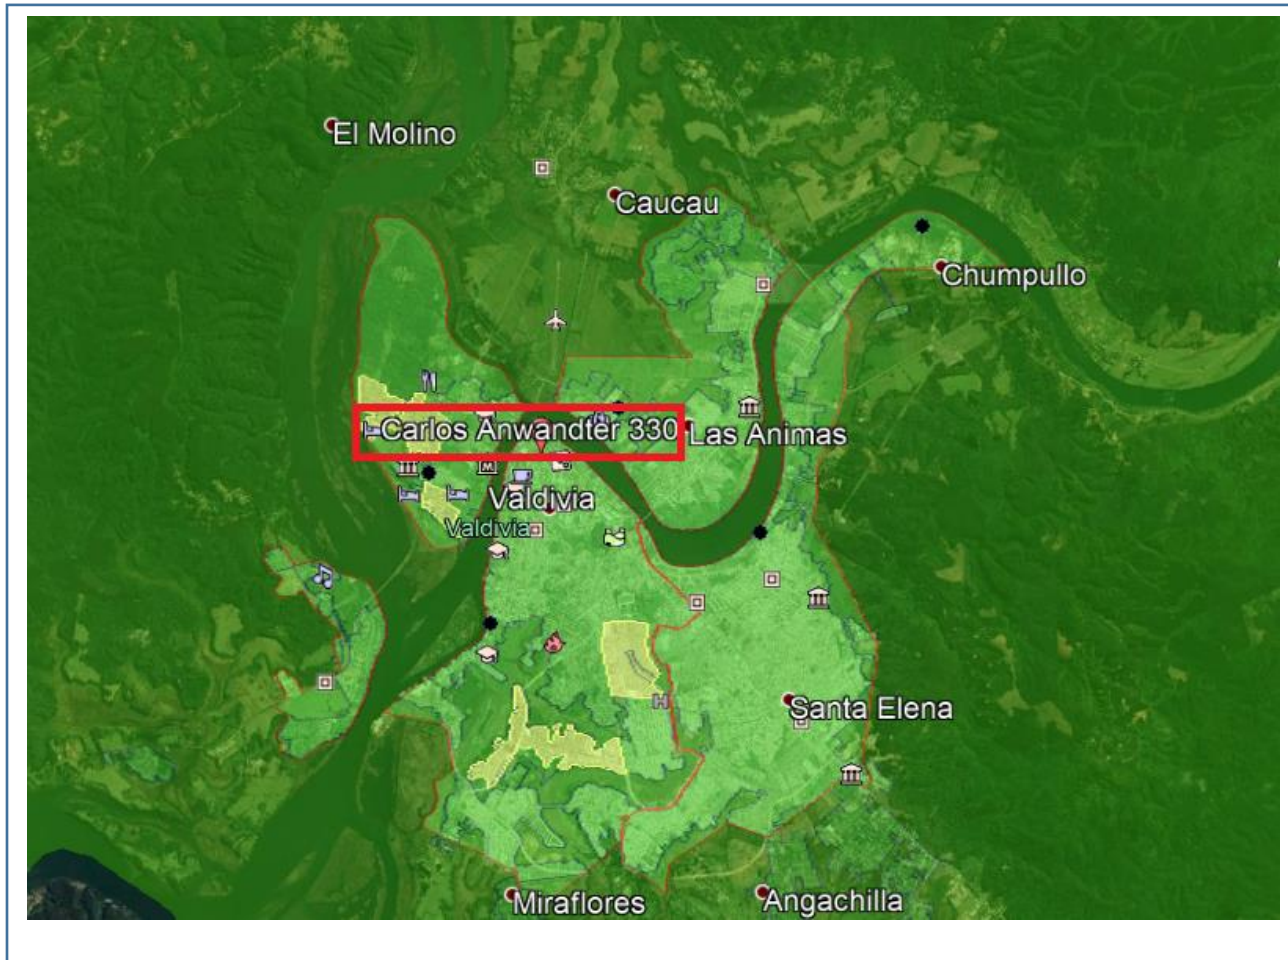 El Molino
Caucau
Chumpullo
Carlos Anwandter 330
Las Animas
Valdivia
Valdivia
Santa Elena
Miraflores
Angachilla